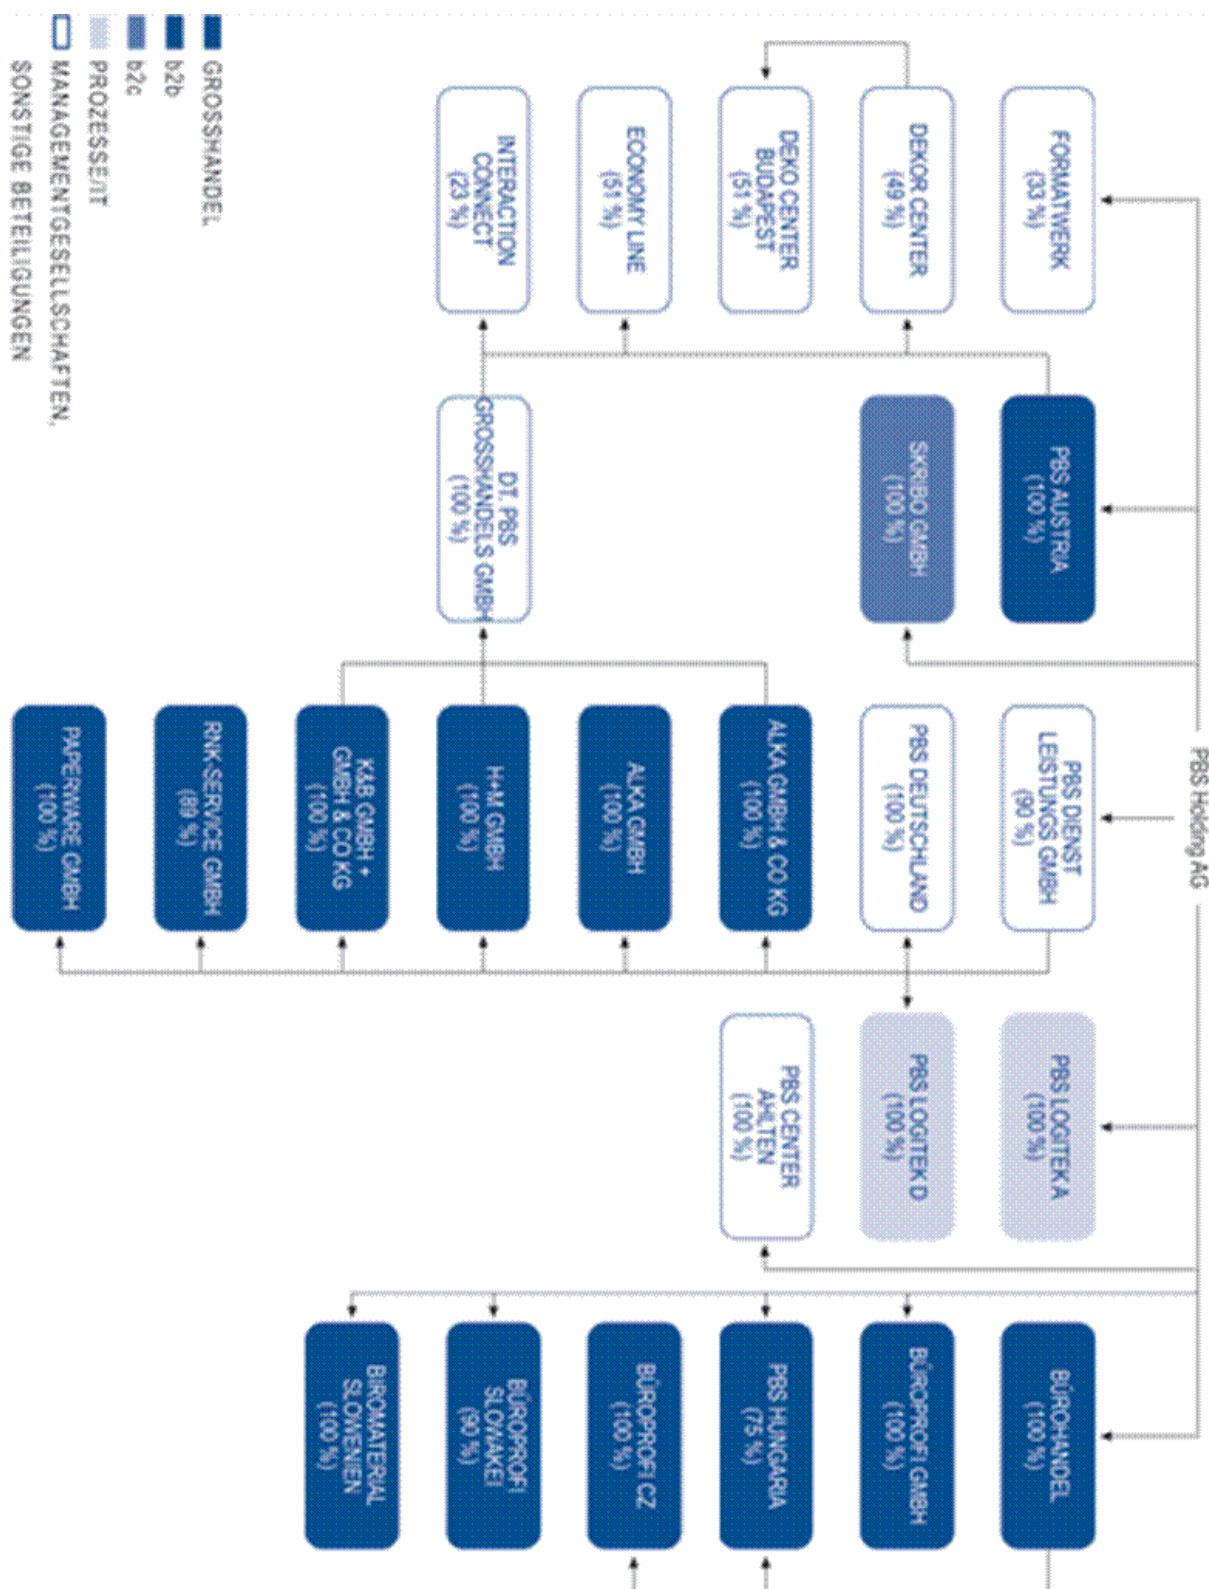 PBS Holding AG
FORMATWERK
(33 %)
DEKOR CENTER
(49 %)
DEKO CENTER
BUDAPEST
(51 %)
ECONOMY LINE
(51 %)
INTERACTION
CONNECT
(23 %)
PBS AUSTRIA
(100 %)
SKRIBO GMBH
(100 %)
DT. PBS
GROSSHANDELS GMBH
(100 %)
PBS DIENST
LEISTUNGS GMBH
(90 %)
PBS DEUTSCHLAND
(100 %)
ALKA GMBH & CO KG
(100 %)
ALKA GMBH
(100 %)
H+M GMBH
(100 %)
K&B GMBH +
GMBH & CO KG
(100 %)
RNK-SERVICE GMBH
(89 %)
PAPERWARE GMBH
(100 %)
PBS LOGITEK A
(100 %)
PBS LOGITEK D
(100 %)
PBS CENTER
AHLTEN
(100 %)
BÜROHANDEL
(100 %)
BÜROPROFI GMBH
(100 %)
PBS HUNGARIA
(75 %)
BÜROPROFI CZ
(100 %)
BÜROPROFI
SLOWAKEI
(90 %)
BIROMATERIAL
SLOWENIEN
(100 %)
GROSSHANDEL
b2b
b2c
PROZESSE/IT
MANAGEMENTGESELLSCHAFTEN,
SONSTIGE BETEILIGUNGEN